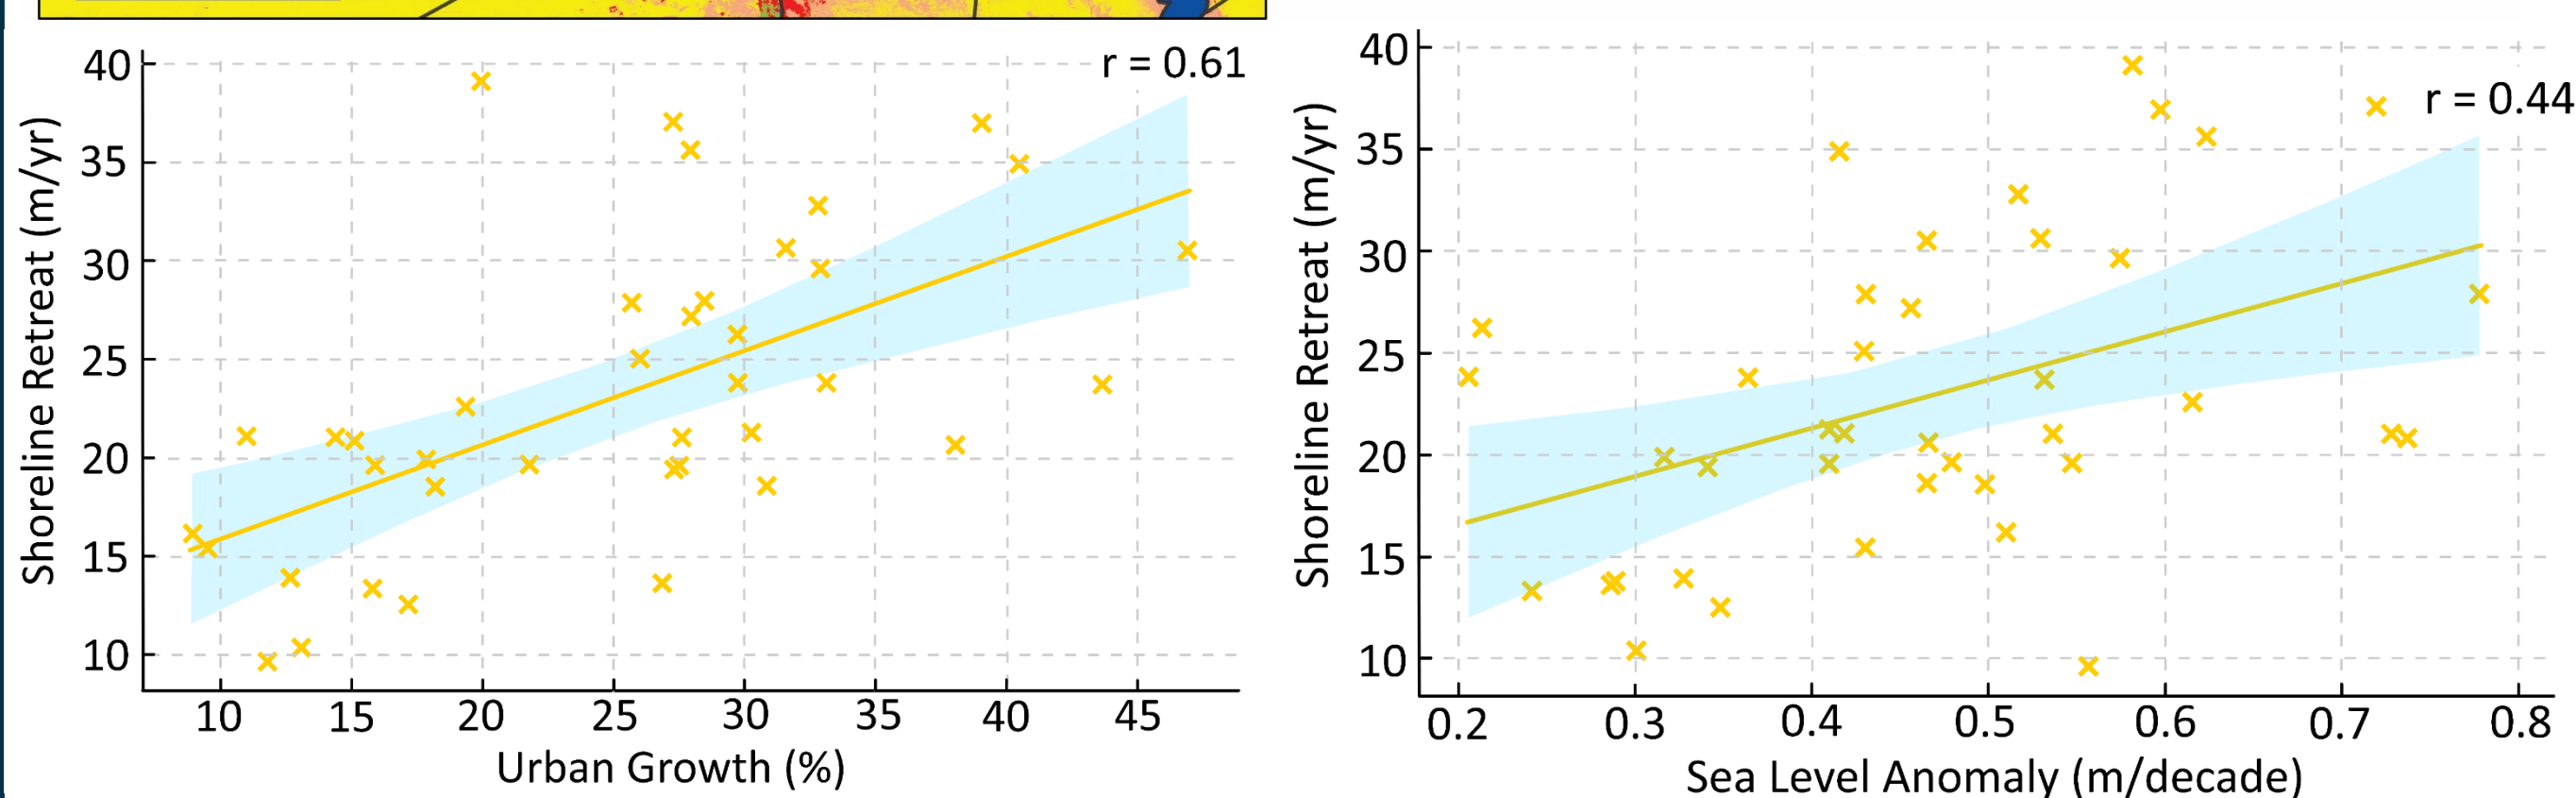 40
35
30
25
20
15
10
Shoreline Retreat (m/yr)
r = 0.61
10 15 20 25 30 35 40 45
Urban Growth (%)
40
35
30
25
20
15
10
Shoreline Retreat (m/yr)
r = 0.44
0.2 0.3 0.4 0.5 0.6 0.7 0.8
Sea Level Anomaly (m/decade)